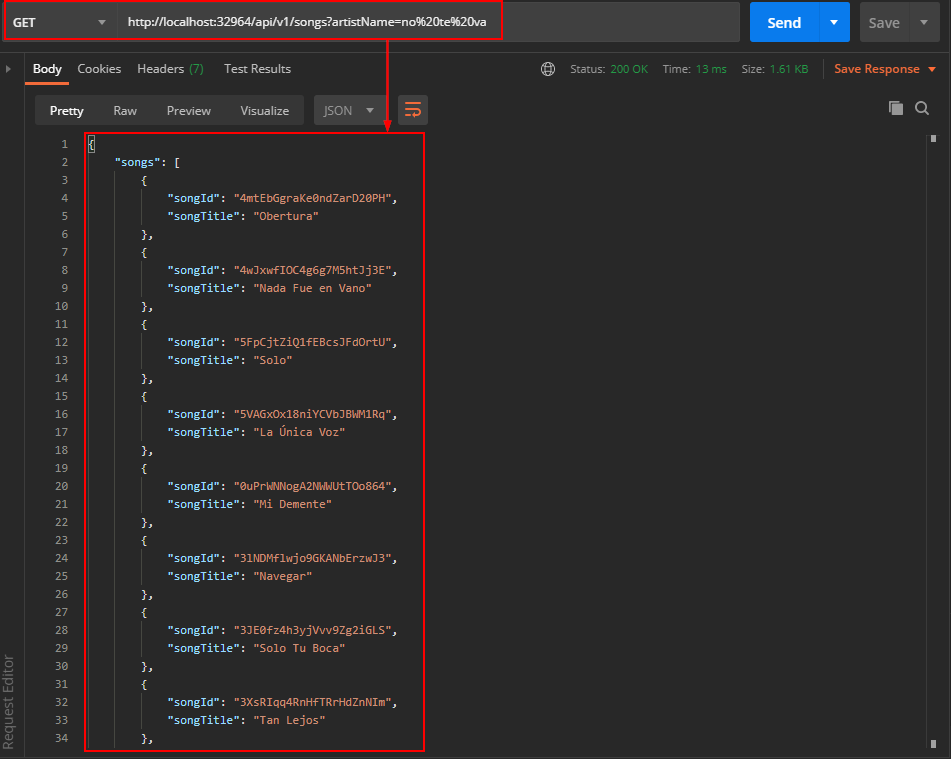 GET http://localhost:32964/api/v1/songs?artistName=no%20te%20va Send Save
Body Cookies Headers (7) Test Results Status: 200 OK Time: 13 ms Size: 1.61 KB Save Response
Pretty Raw Preview Visualize JSON
1 {
2 "songs": [
3 {
4 "songId": "4mtEbGgraKe0ndZarD20PH",
5 "songTitle": "Obertura"
6 },
7 {
8 "songId": "4wJxwfIOC4g6g7M5htJj3E",
9 "songTitle": "Nada Fue en Vano"
10 },
11 {
12 "songId": "5FpCjtZiQ1fEBcsJFdOrtU",
13 "songTitle": "Solo"
14 },
15 {
16 "songId": "5VAGxOx18niYCVbJBWM1Rq",
17 "songTitle": "La Única Voz"
18 },
19 {
20 "songId": "0uPrWNNogA2NWWUtTOo864",
21 "songTitle": "Mi Demente"
22 },
23 {
24 "songId": "3lNDMflwjo9GKANbErzwJ3",
25 "songTitle": "Navegar"
26 },
27 {
28 "songId": "3JE0fz4h3yjVvv9Zg2iGLS",
29 "songTitle": "Solo Tu Boca"
30 },
31 {
32 "songId": "3XsRIqq4RnHfTRrHdZnNIm",
33 "songTitle": "Tan Lejos"
34 },
Request Editor